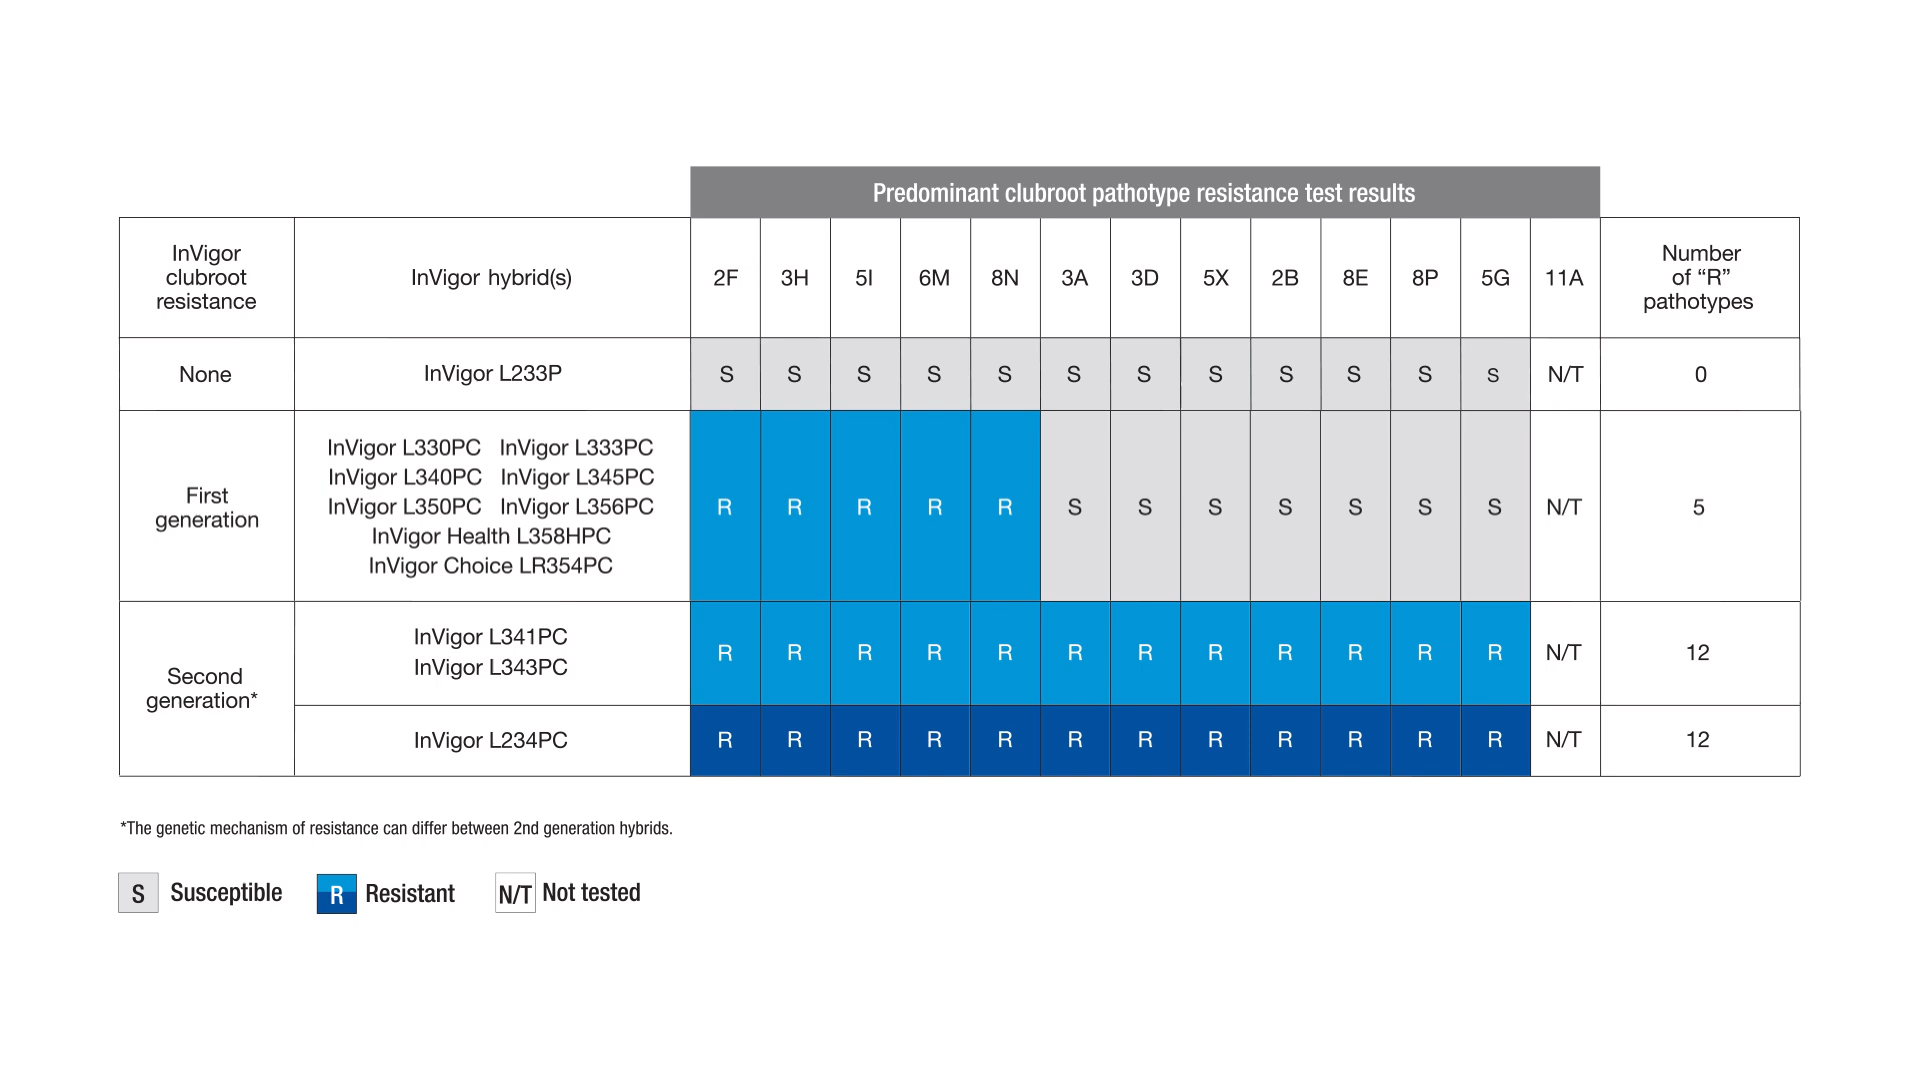 Predominant clubroot pathotype resistance test results
InVigor
clubroot
resistance
InVigor hybrid(s)
2F 3H 5I 6M 8N 3A 3D 5X 2B 8E 8P 5G 11A
Number
of “R”
pathotypes
None InVigor L233P S S S S S S S S S S S S N/T 0
First
generation
InVigor L330PC InVigor L333PC
InVigor L340PC InVigor L345PC
InVigor L350PC InVigor L356PC
InVigor Health L358HPC
InVigor Choice LR354PC
R R R R R S S S S S S S N/T 5
Second
generation*
InVigor L341PC
InVigor L343PC
R R R R R R R R R R R R N/T 12
InVigor L234PC R R R R R R R R R R R R N/T 12
*The genetic mechanism of resistance can differ between 2nd generation hybrids.
S Susceptible R Resistant N/T Not tested